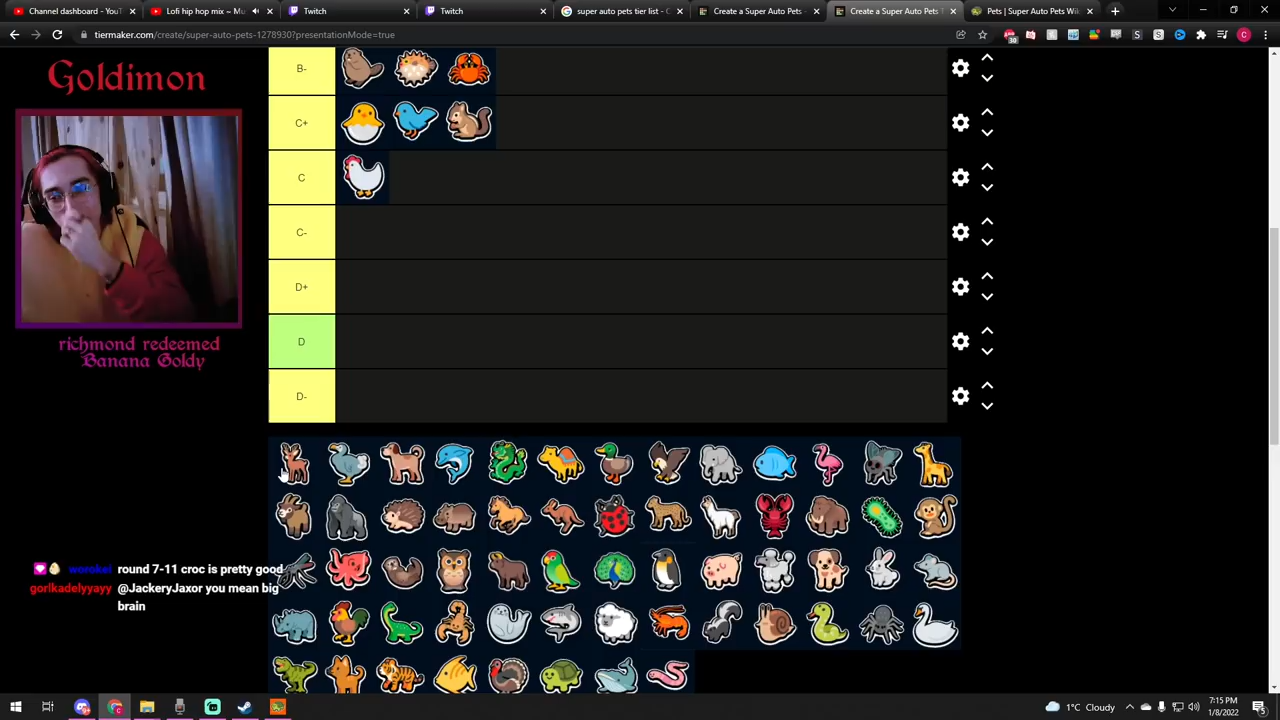 Channel dashboard - YouT
Lofi hip hop mix ~ Mu
Twitch
Twitch
super auto pets tier list - G
Create a Super Auto Pets -
Create a Super Auto Pets T
Pets | Super Auto Pets Wiki
tiermaker.com/create/super-auto-pets-1278930?presentationMode=true
Goldimon
richmond redeemed
Banana Goldy
B-
C+
C
C-
D+
D
D-
worokel round 7-11 croc is pretty good
gorlkadelyyayy @JackeryJaxor you mean big
brain
1°C Cloudy
7:15 PM
1/8/2022